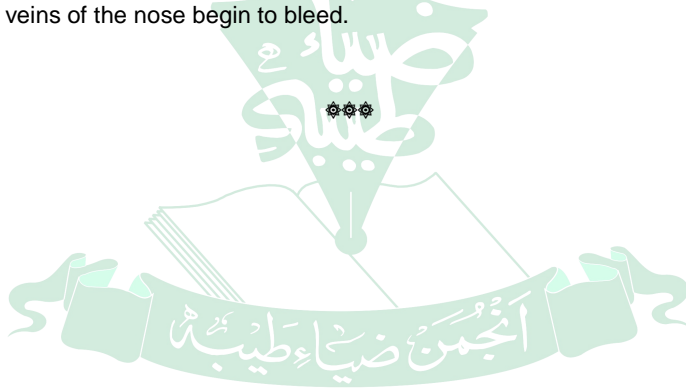 veins of the nose begin to bleed.
۞۞۞
ضیاء
طیبہ
انجمن ضیاءِ طیبہ